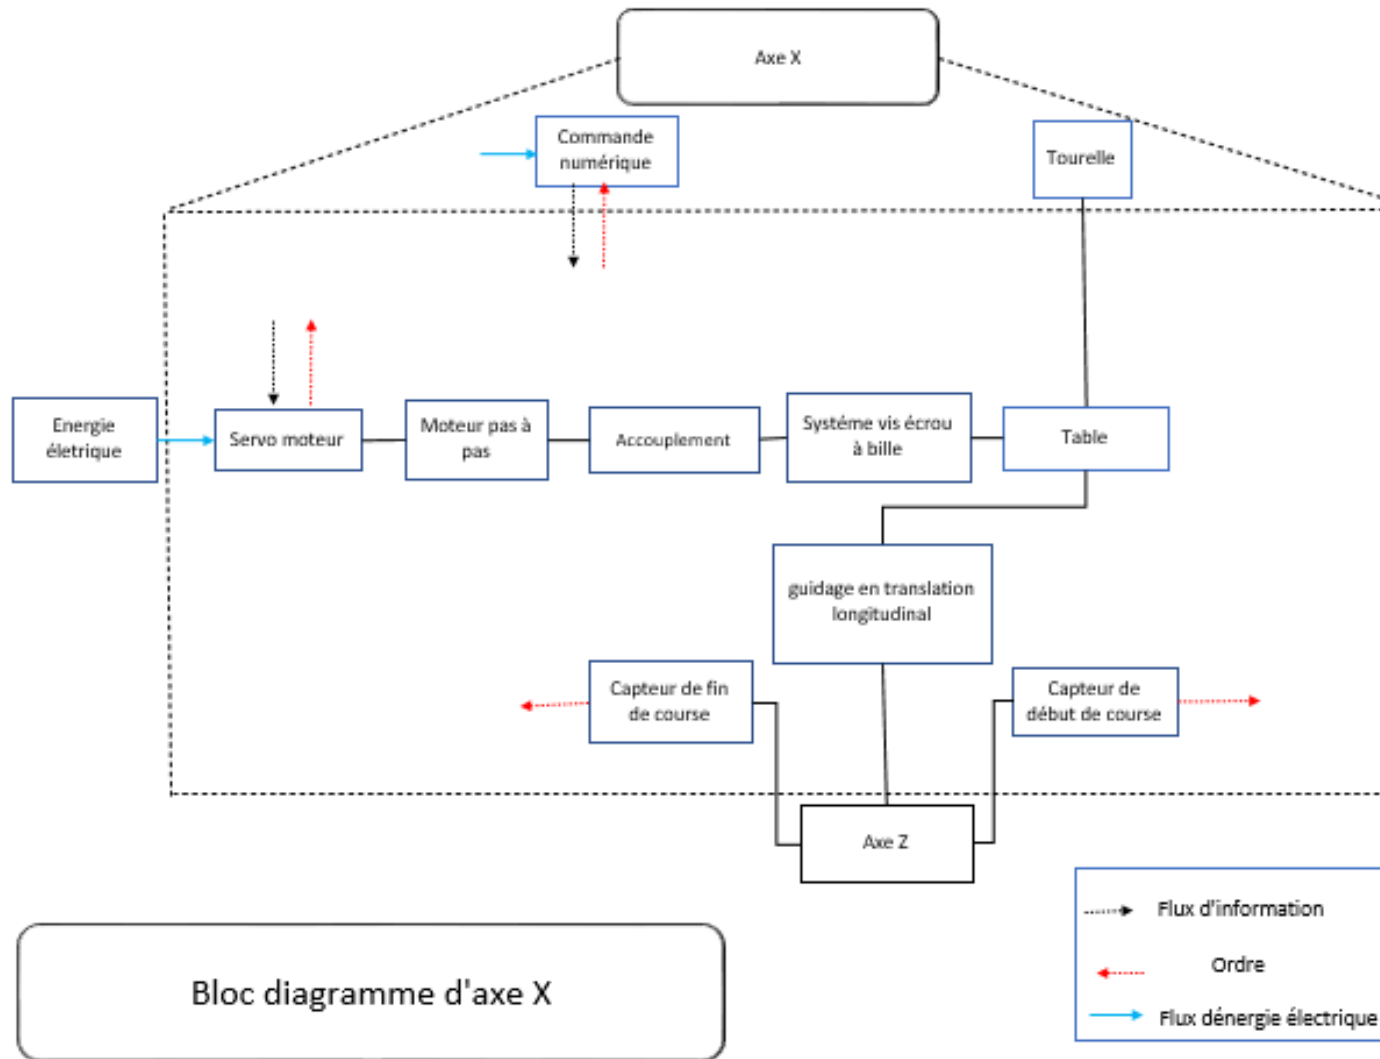 Axe X
Commande
numérique
Tourelle
Energie
életrique
Servo moteur
Moteur pas à
pas
Accouplement
Systéme vis écrou
à bille
Table
guidage en translation
longitudinal
Capteur de fin
de course
Capteur de
début de course
Axe Z
Flux d'information
Ordre
Flux dénergie électrique
Bloc diagramme d'axe X